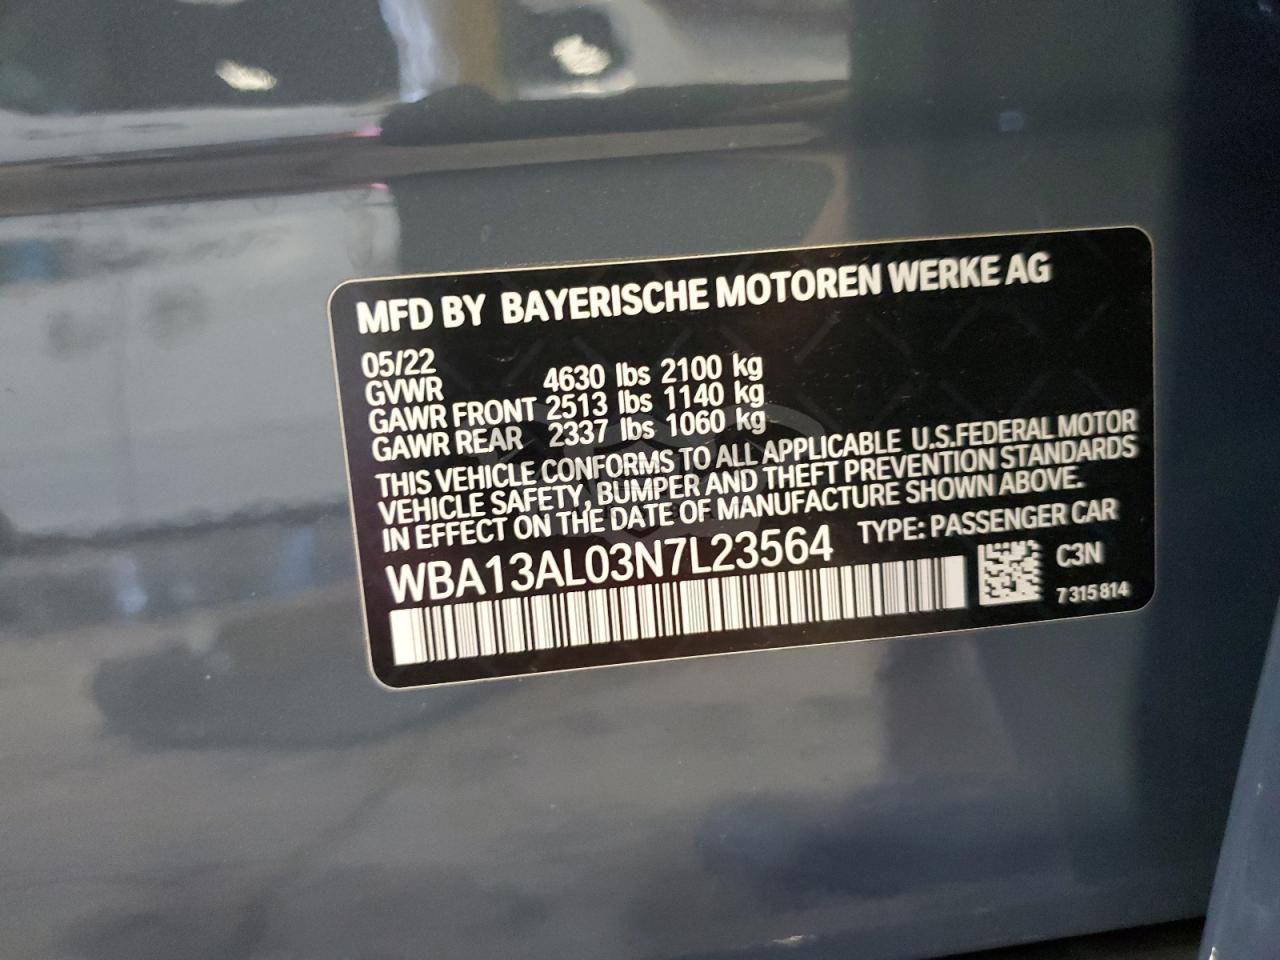 MFD BY BAYERISCHE MOTOREN WERKE AG
05/22
GVWR 4630 lbs 2100 kg
GAWR FRONT 2513 lbs 1140 kg
GAWR REAR 2337 lbs 1060 kg
THIS VEHICLE CONFORMS TO ALL APPLICABLE U.S.FEDERAL MOTOR
VEHICLE SAFETY, BUMPER AND THEFT PREVENTION STANDARDS
IN EFFECT ON THE DATE OF MANUFACTURE SHOWN ABOVE.
WBA13AL03N7L23564 TYPE: PASSENGER CAR
C3N
7 315 814